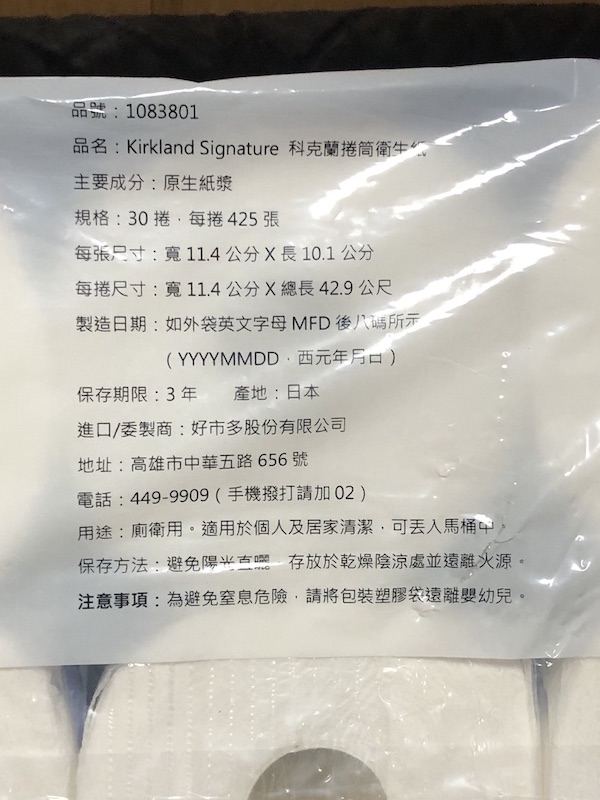 品號：1083801
品名：Kirkland Signature 科克蘭捲筒衛生紙
主要成分：原生紙漿
規格：30 捲．每捲 425 張
每張尺寸：寬 11.4 公分 X 長 10.1 公分
每捲尺寸：寬 11.4 公分 X 總長 42.9 公尺
製造日期：如外袋英文字母 MFD 後八碼所示
（YYYYMMDD．西元年月日）
保存期限：3 年 產地：日本
進口/委製商：好市多股份有限公司
地址：高雄市中華五路 656 號
電話：449-9909（手機撥打請加 02）
用途：廁衛用。適用於個人及居家清潔，可丟入馬桶中。
保存方法：避免陽光直曬，存放於乾燥陰涼處並遠離火源。
注意事項：為避免窒息危險，請將包裝塑膠袋遠離嬰幼兒。